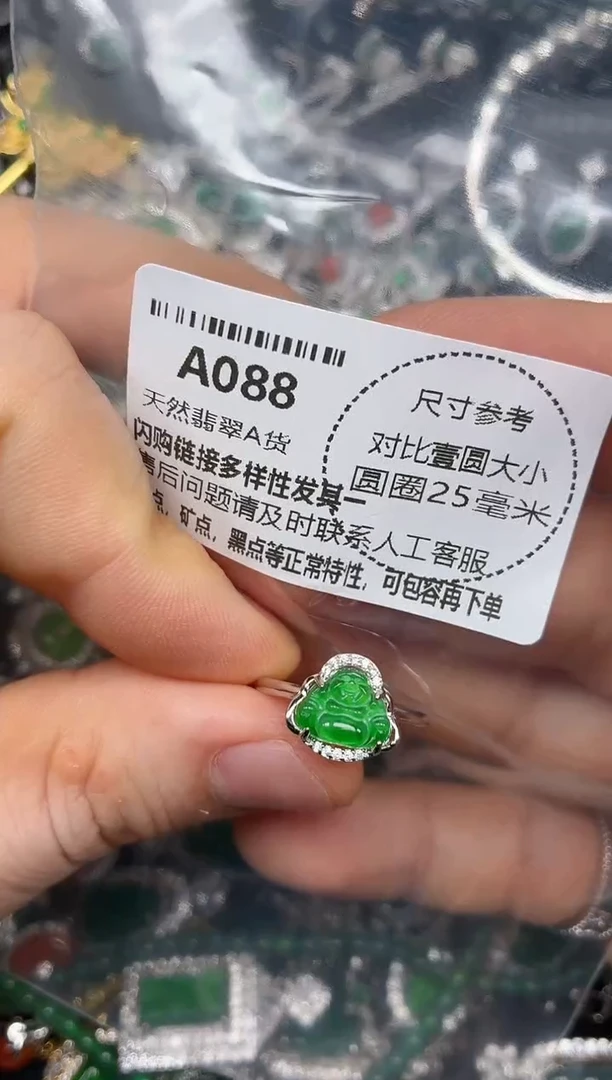 A088
天然翡翠A货
闪购链接多样性发其一
售后问题请及时联系人工客服
点，矿点，黑点等正常特性，可包容再下单
尺寸参考
对比壹圆大小
圆圈25毫米